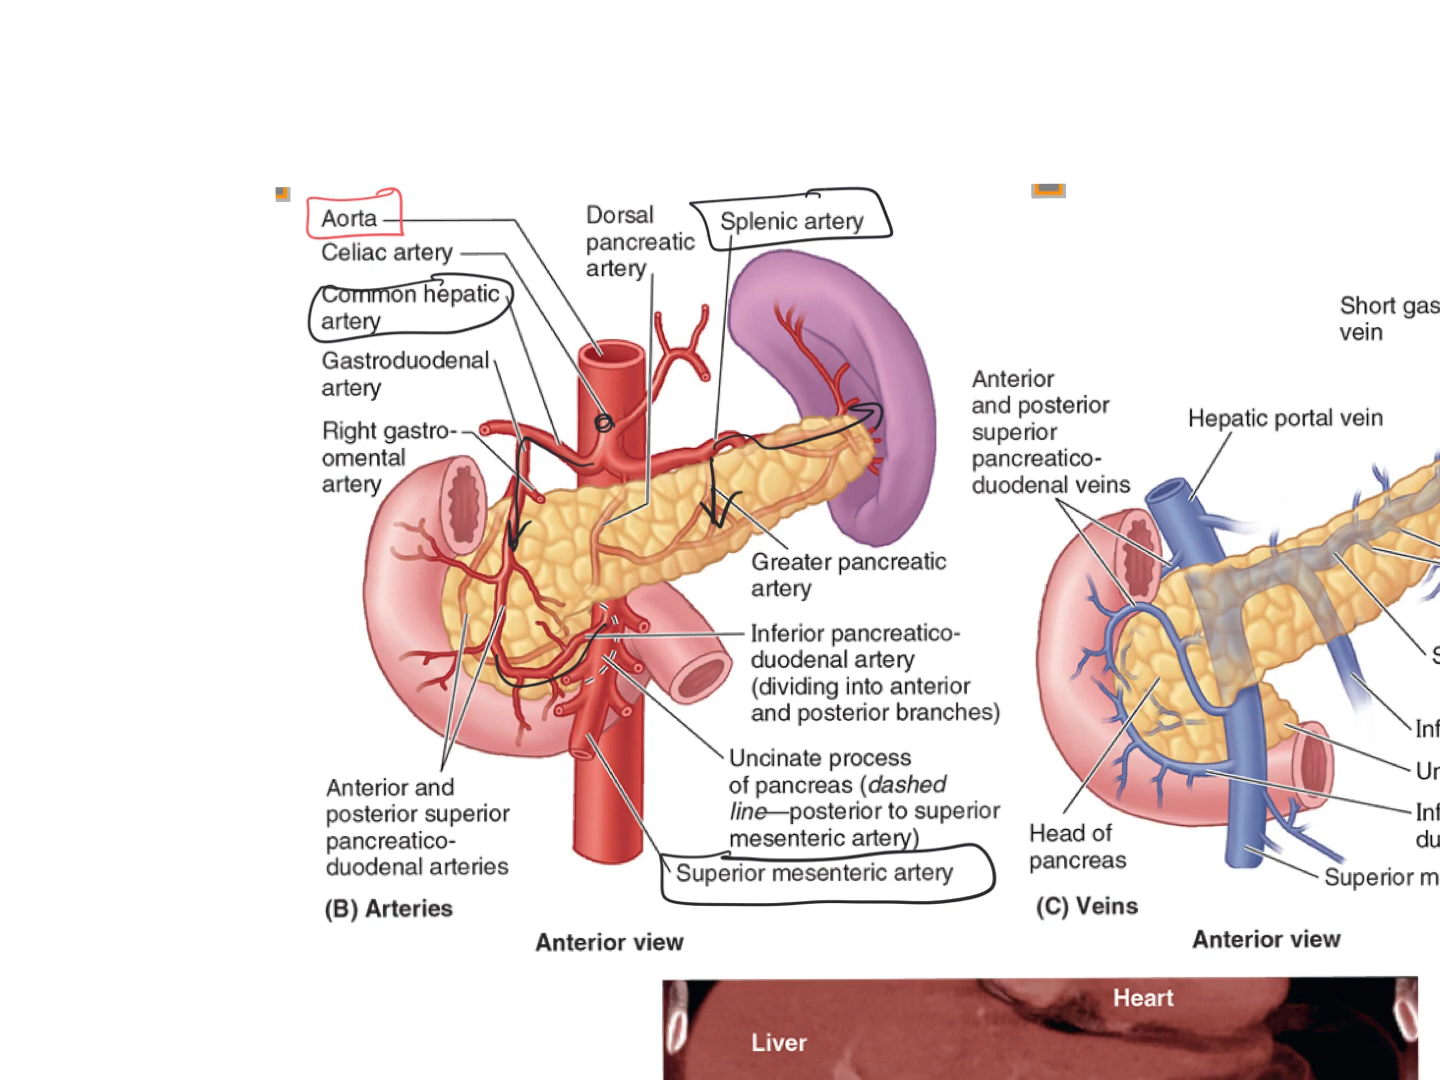 Aorta
Celiac artery
Common hepatic
artery
Gastroduodenal
artery
Right gastro-
omental
artery
Dorsal
pancreatic
artery
Splenic artery
Greater pancreatic
artery
Inferior pancreatico-
duodenal artery
(dividing into anterior
and posterior branches)
Uncinate process
of pancreas (dashed
line—posterior to superior
mesenteric artery)
Superior mesenteric artery
Anterior and
posterior superior
pancreatico-
duodenal arteries
(B) Arteries
Anterior view
Short gas
vein
Anterior
and posterior
superior
pancreatico-
duodenal veins
Hepatic portal vein
S
Inf
Un
Inf
du
Head of
pancreas
Superior m
(C) Veins
Anterior view
Heart
Liver